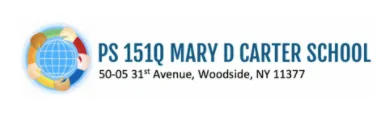 PS 151Q MARY D CARTER SCHOOL
50-05 31st Avenue, Woodside, NY 11377